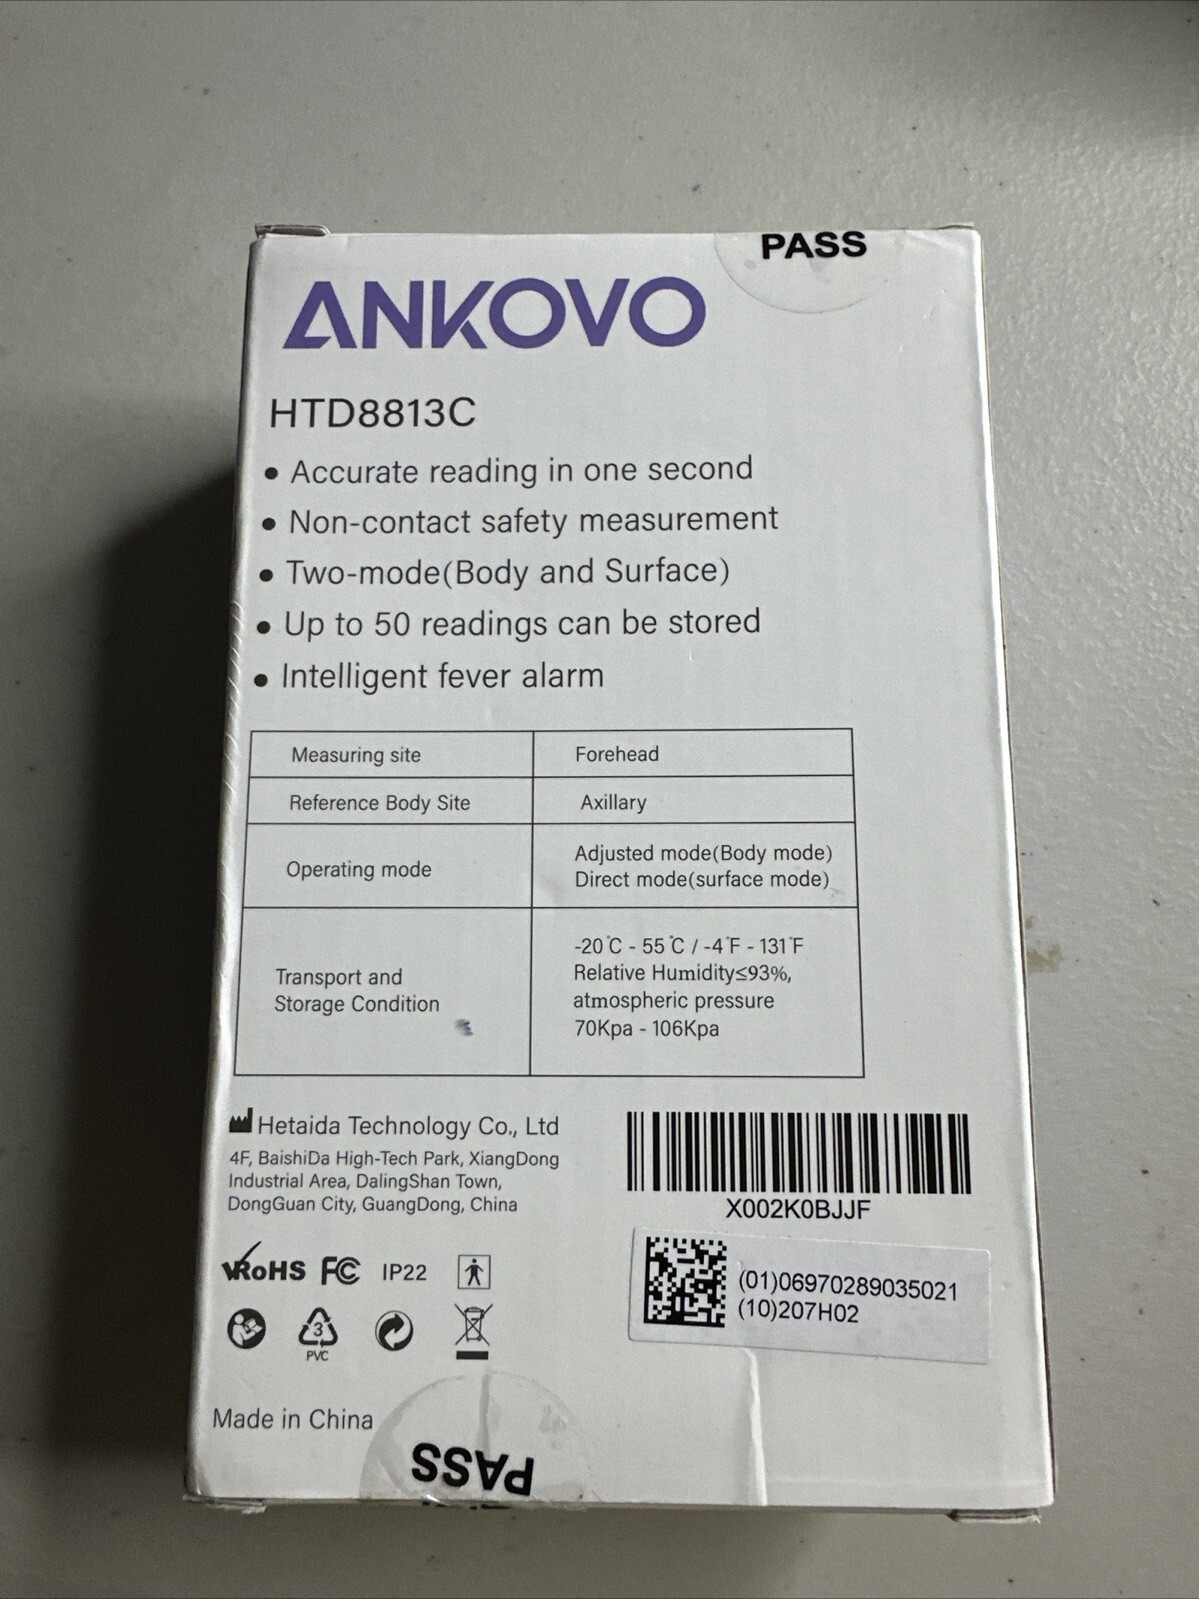 PASS
ANKOVO
HTD8813C
• Accurate reading in one second
• Non-contact safety measurement
• Two-mode(Body and Surface)
• Up to 50 readings can be stored
• Intelligent fever alarm
Measuring site
Forehead
Reference Body Site
Axillary
Operating mode
Adjusted mode(Body mode)
Direct mode(surface mode)
Transport and
Storage Condition
-20℃ - 55℃ / -4℉ - 131℉
Relative Humidity≤93%,
atmospheric pressure
70Kpa - 106Kpa
Hetaida Technology Co., Ltd
4F, BaishiDa High-Tech Park, XiangDong
Industrial Area, DalingShan Town,
DongGuan City, GuangDong, China
X002K0BJJF
RoHS FC IP22
3
PVC
(01)06970289035021
(10)207H02
Made in China
PASS